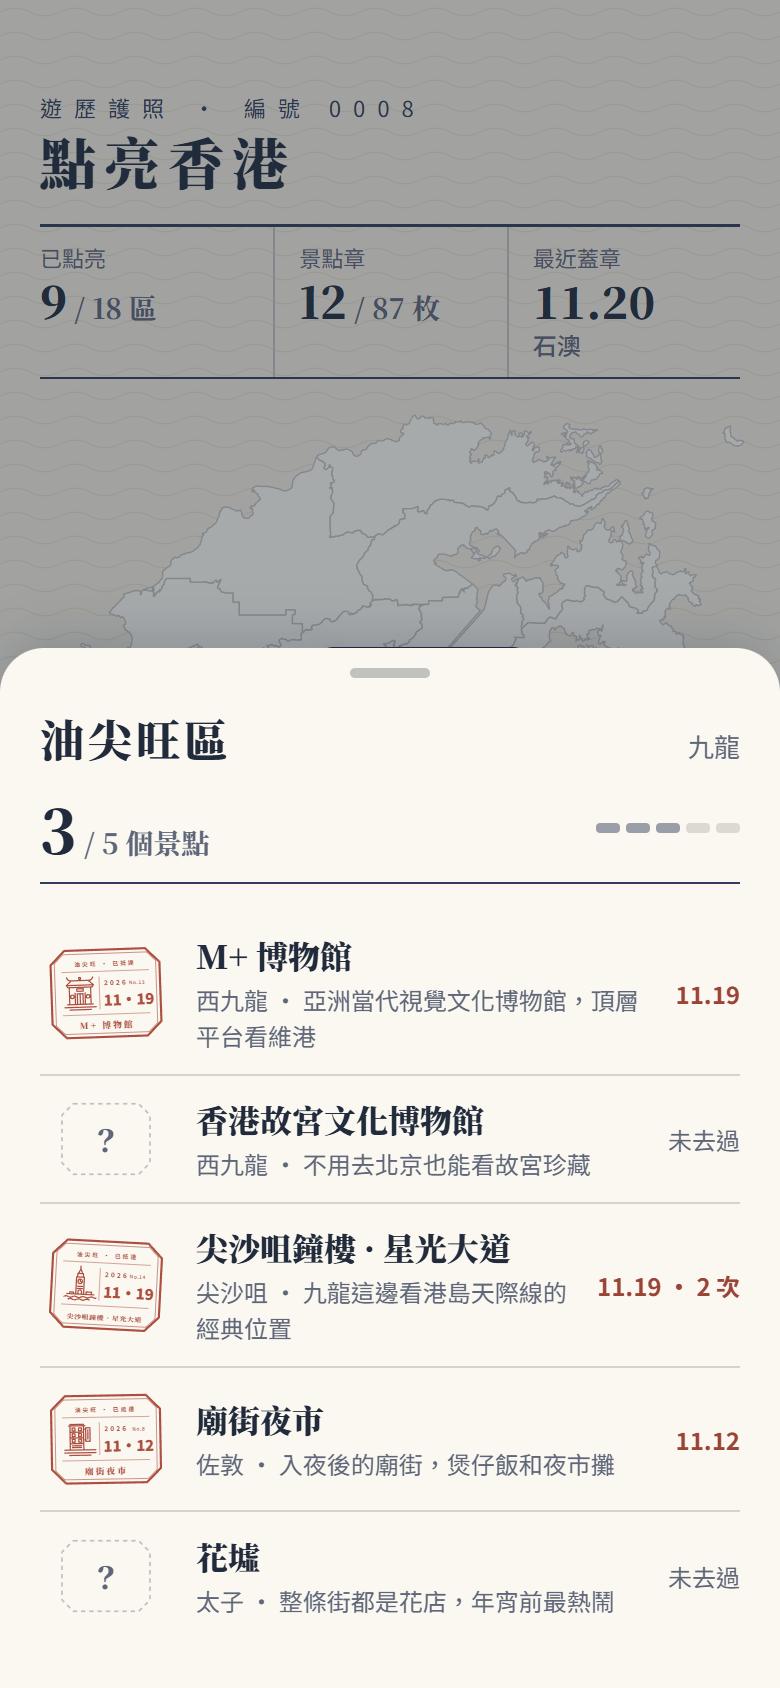 遊歷護照 · 編號 0008
點亮香港
已點亮
9 / 18 區
景點章
12 / 87 枚
最近蓋章
11.20
石澳
油尖旺區
九龍
3 / 5 個景點
油尖旺 · 已抵達
2026 No.13
11·19
M+ 博物館
M+ 博物館
西九龍 · 亞洲當代視覺文化博物館，頂層
平台看維港
11.19
?
香港故宮文化博物館
西九龍 · 不用去北京也能看故宮珍藏
未去過
油尖旺 · 已抵達
2026 No.14
11·19
尖沙咀鐘樓·星光大道
尖沙咀鐘樓 · 星光大道
尖沙咀 · 九龍這邊看港島天際線的
經典位置
11.19 · 2 次
油尖旺 · 已抵達
2026 No.8
11·12
廟街夜市
廟街夜市
佐敦 · 入夜後的廟街，煲仔飯和夜市攤
11.12
?
花墟
太子 · 整條街都是花店，年宵前最熱鬧
未去過